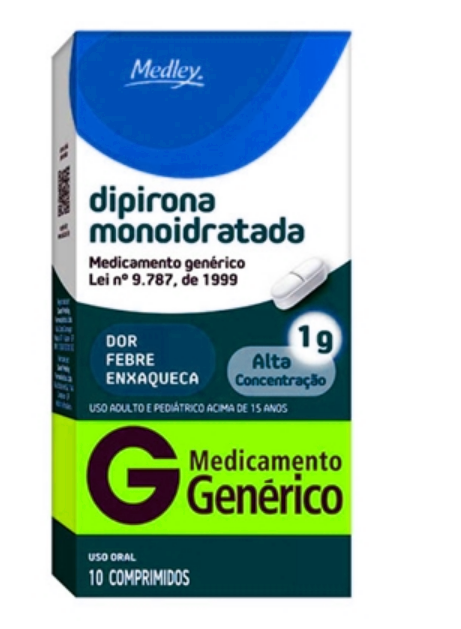 Medley.
dipirona
monoidratada
Medicamento genérico
Lei nº 9.787, de 1999
1g
DOR
FEBRE
ENXAQUECA
Alta
Concentração
USO ADULTO E PEDIÁTRICO ACIMA DE 15 ANOS
G
Medicamento
Genérico
USO ORAL
10 COMPRIMIDOS